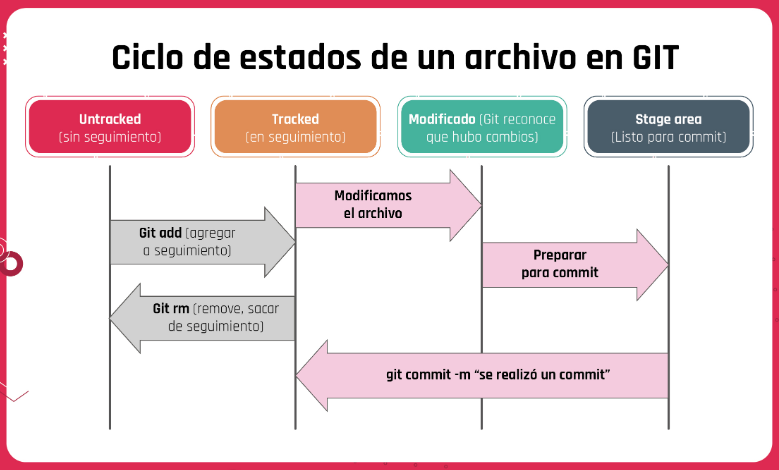 Ciclo de estados de un archivo en GIT
Untracked
(sin seguimiento)
Tracked
(en seguimiento)
Modificado (Git reconoce
que hubo cambios)
Stage area
(Listo para commit)
Modificamos
el archivo
Git add (agregar
a seguimiento)
Preparar
para commit
Git rm (remove, sacar
de seguimiento)
git commit -m “se realizó un commit”